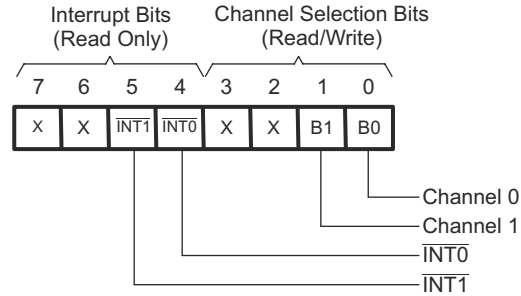 Interrupt Bits
(Read Only)
Channel Selection Bits
(Read/Write)
7 6 5 4 3 2 1 0
X X INT1 INT0 X X B1 B0
Channel 0
Channel 1
INT0
INT1